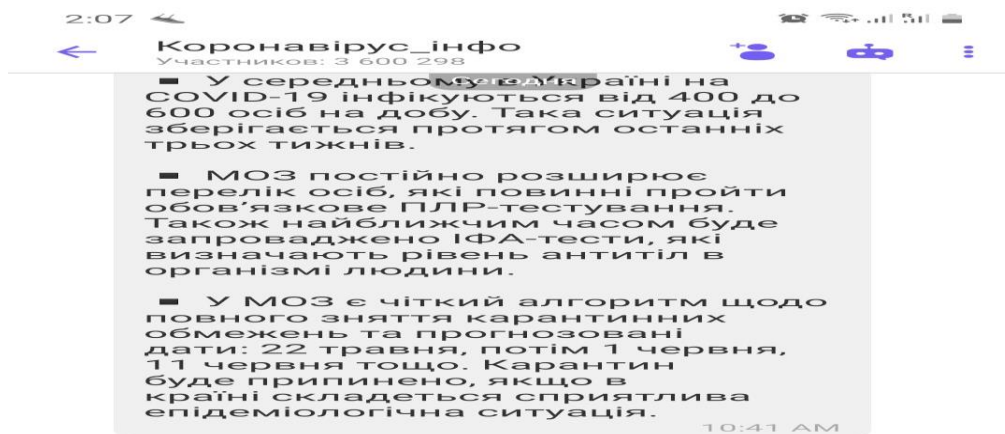 2:07
Коронавірус_інфо
Участников: 3 600 298
Сегодня
▪ У середньому в Україні на
COVID-19 інфікуються від 400 до
600 осіб на добу. Така ситуація
зберігається протягом останніх
трьох тижнів.
▪ МОЗ постійно розширює
перелік осіб, які повинні пройти
обов’язкове ПЛР-тестування.
Також найближчим часом буде
запроваджено ІФА-тести, які
визначають рівень антитіл в
організмі людини.
▪ У МОЗ є чіткий алгоритм щодо
повного зняття карантинних
обмежень та прогнозовані
дати: 22 травня, потім 1 червня,
11 червня тощо. Карантин
буде припинено, якщо в
країні складеться сприятлива
епідеміологічна ситуація.
10:41 AM